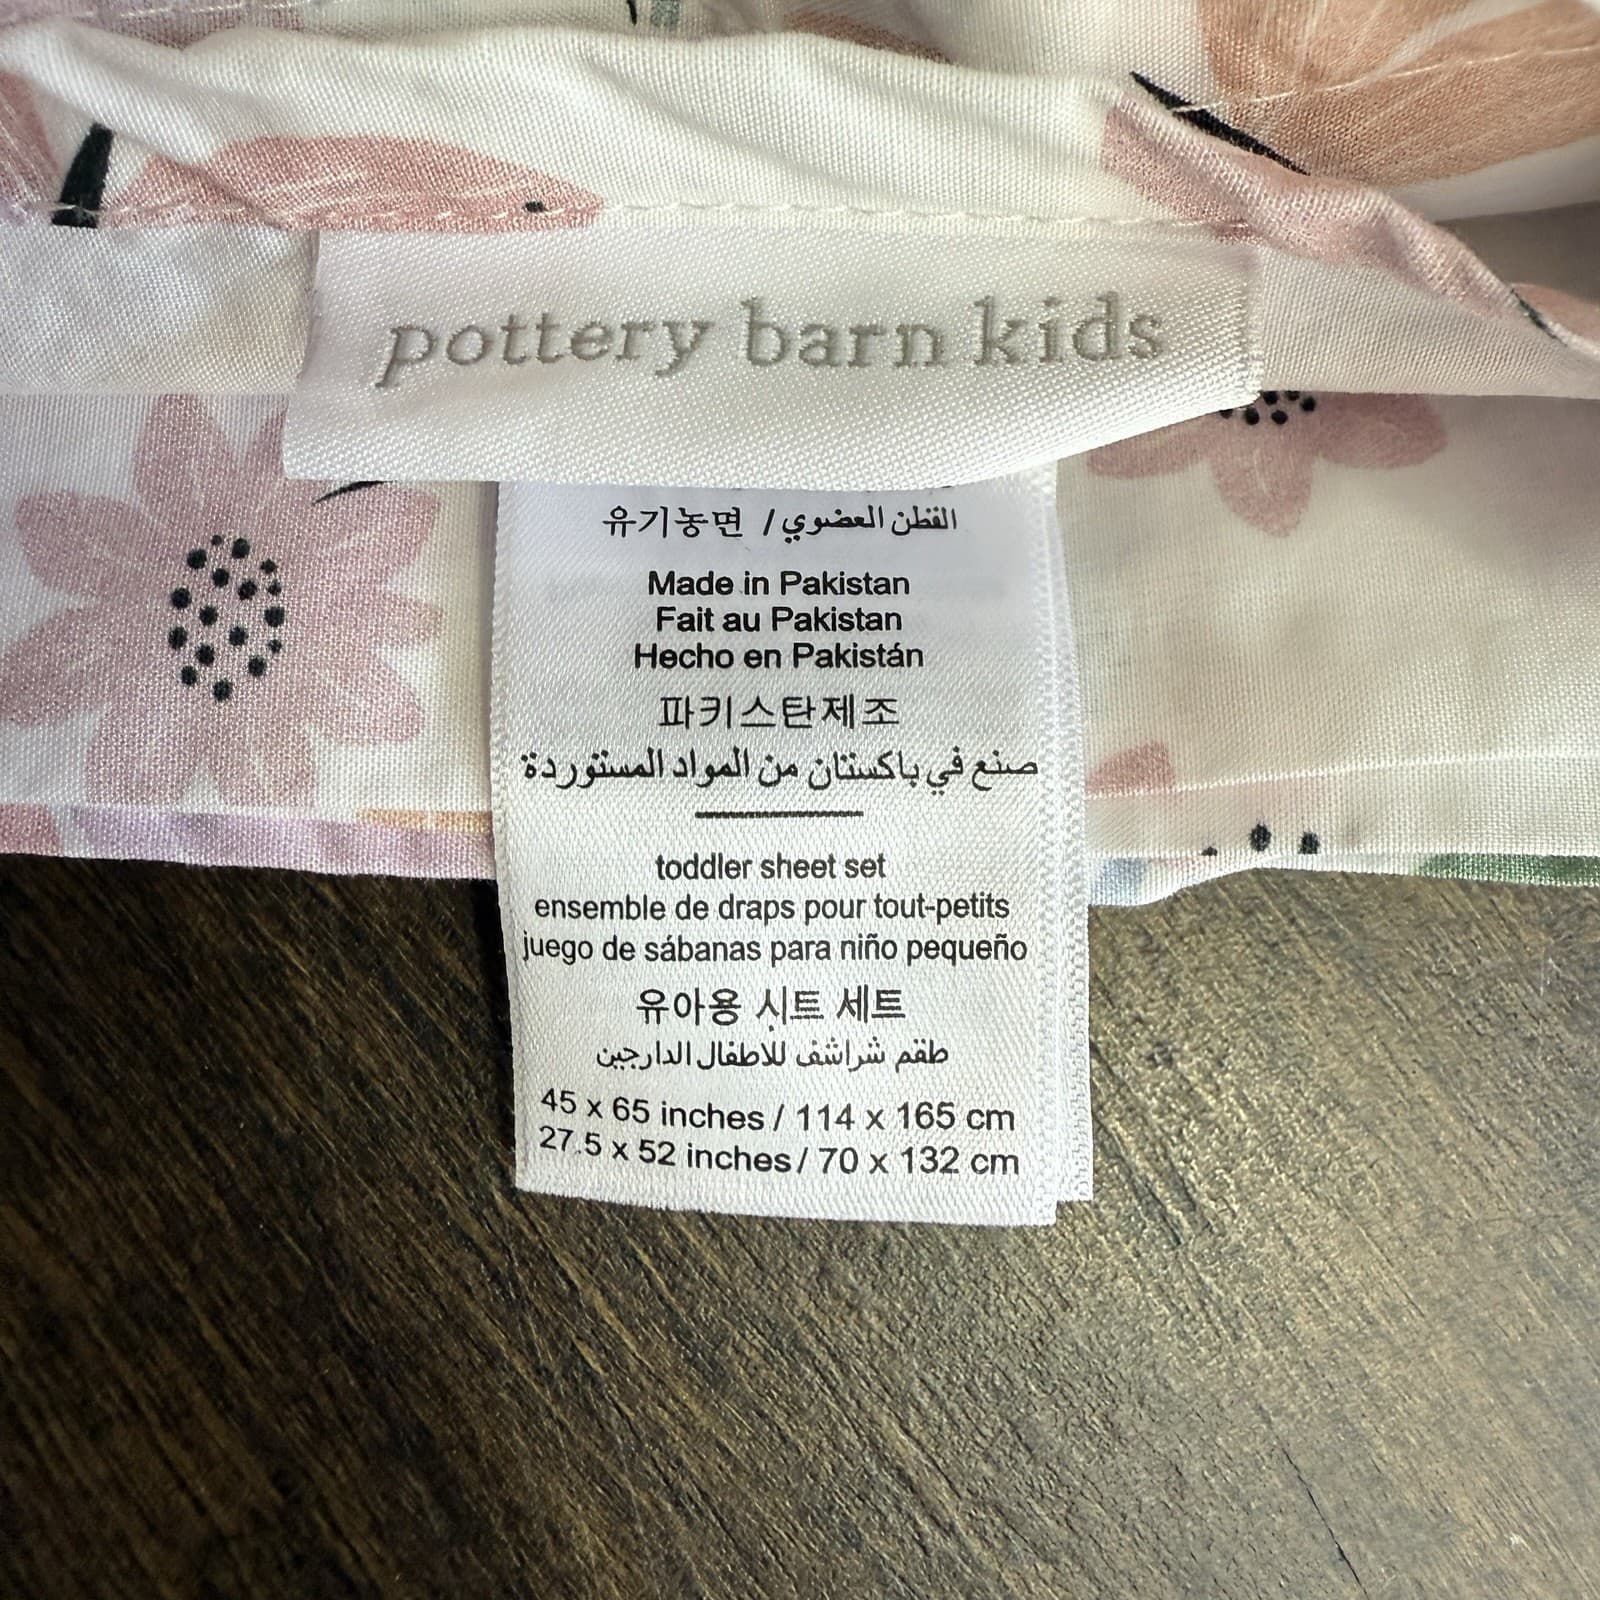 pottery barn kids
유기농면 / القطن العضوي
Made in Pakistan
Fait au Pakistan
Hecho en Pakistán
파키스탄제조
صنع في باكستان من المواد المستوردة
toddler sheet set
ensemble de draps pour tout-petits
juego de sábanas para niño pequeño
유아용 시트 세트
طقم شراشف للاطفال الدارجين
45 x 65 inches / 114 x 165 cm
27.5 x 52 inches / 70 x 132 cm